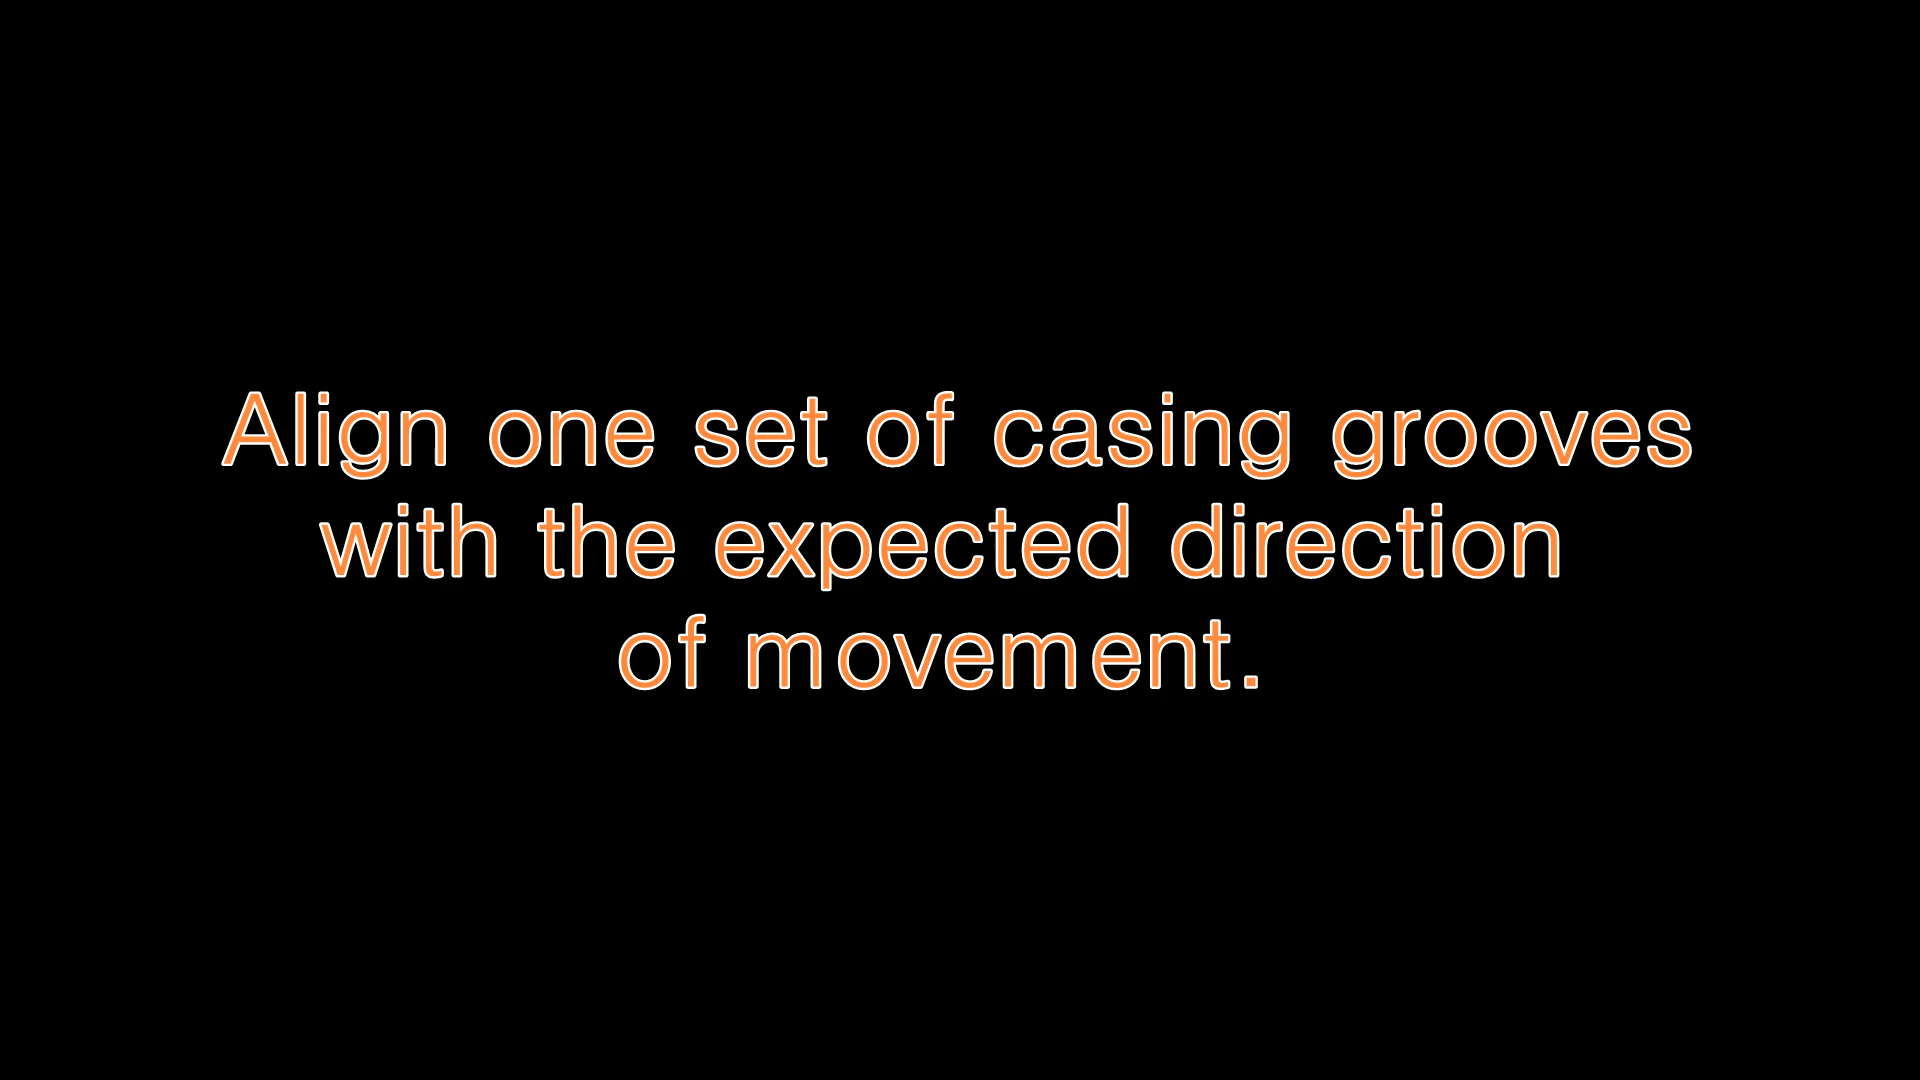 Align one set of casing grooves
with the expected direction
of movement.